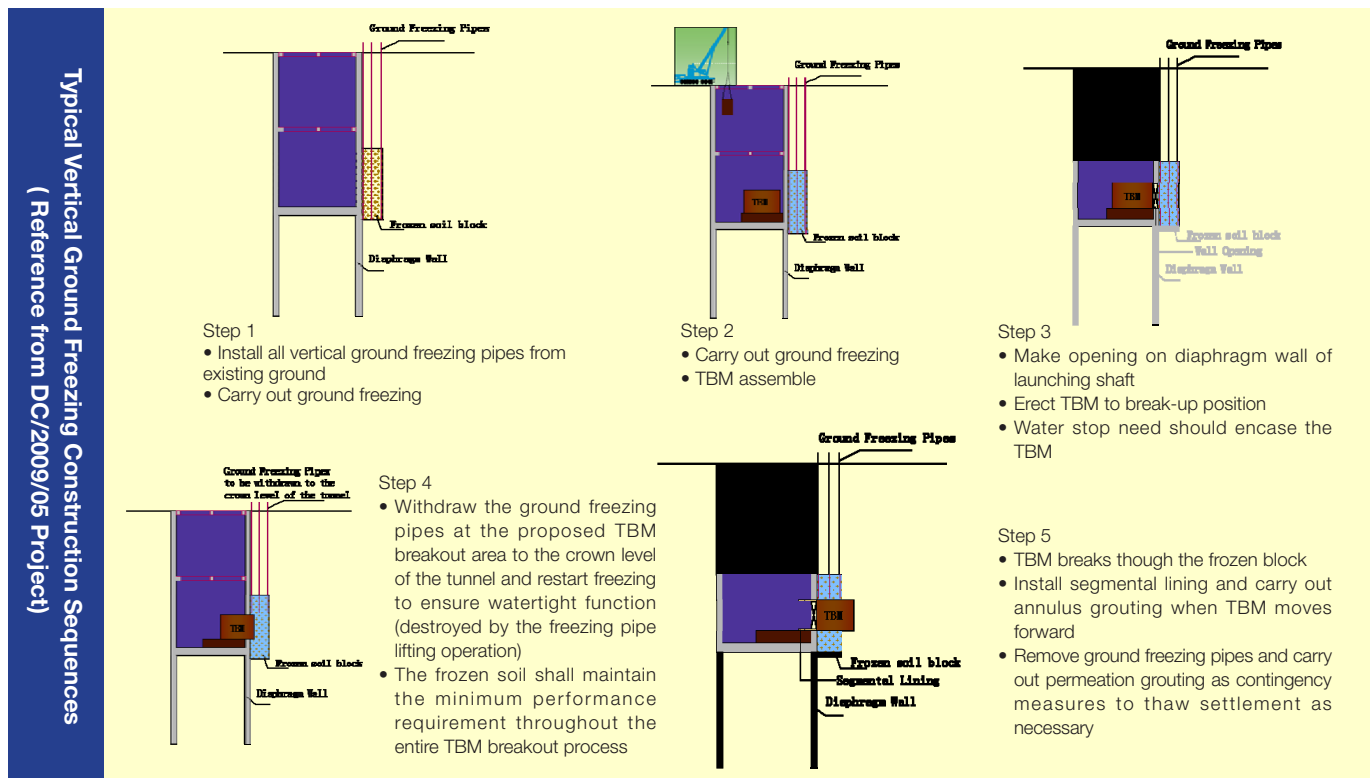 Typical Vertical Ground Freezing Construction Sequences
( Reference from DC/2009/05 Project)
Ground Freezing Pipes
Frozen soil block
Diaphragm Wall
Step 1
• Install all vertical ground freezing pipes from
existing ground
• Carry out ground freezing
Ground Freezing Pipes
TBM
Frozen soil block
Diaphragm Wall
Step 2
• Carry out ground freezing
• TBM assemble
Ground Freezing Pipes
TBM
Frozen soil block
Wall Opening
Diaphragm Wall
Step 3
• Make opening on diaphragm wall of
launching shaft
• Erect TBM to break-up position
• Water stop need should encase the
TBM
Ground Freezing Pipes
to be withdrawn to the
crown level of the tunnel
TBM
Frozen soil block
Diaphragm Wall
Step 4
• Withdraw the ground freezing
pipes at the proposed TBM
breakout area to the crown level
of the tunnel and restart freezing
to ensure watertight function
(destroyed by the freezing pipe
lifting operation)
• The frozen soil shall maintain
the minimum performance
requirement throughout the
entire TBM breakout process
Ground Freezing Pipes
TBM
Frozen soil block
Segmental Lining
Diaphragm Wall
Step 5
• TBM breaks though the frozen block
• Install segmental lining and carry out
annulus grouting when TBM moves
forward
• Remove ground freezing pipes and carry
out permeation grouting as contingency
measures to thaw settlement as
necessary